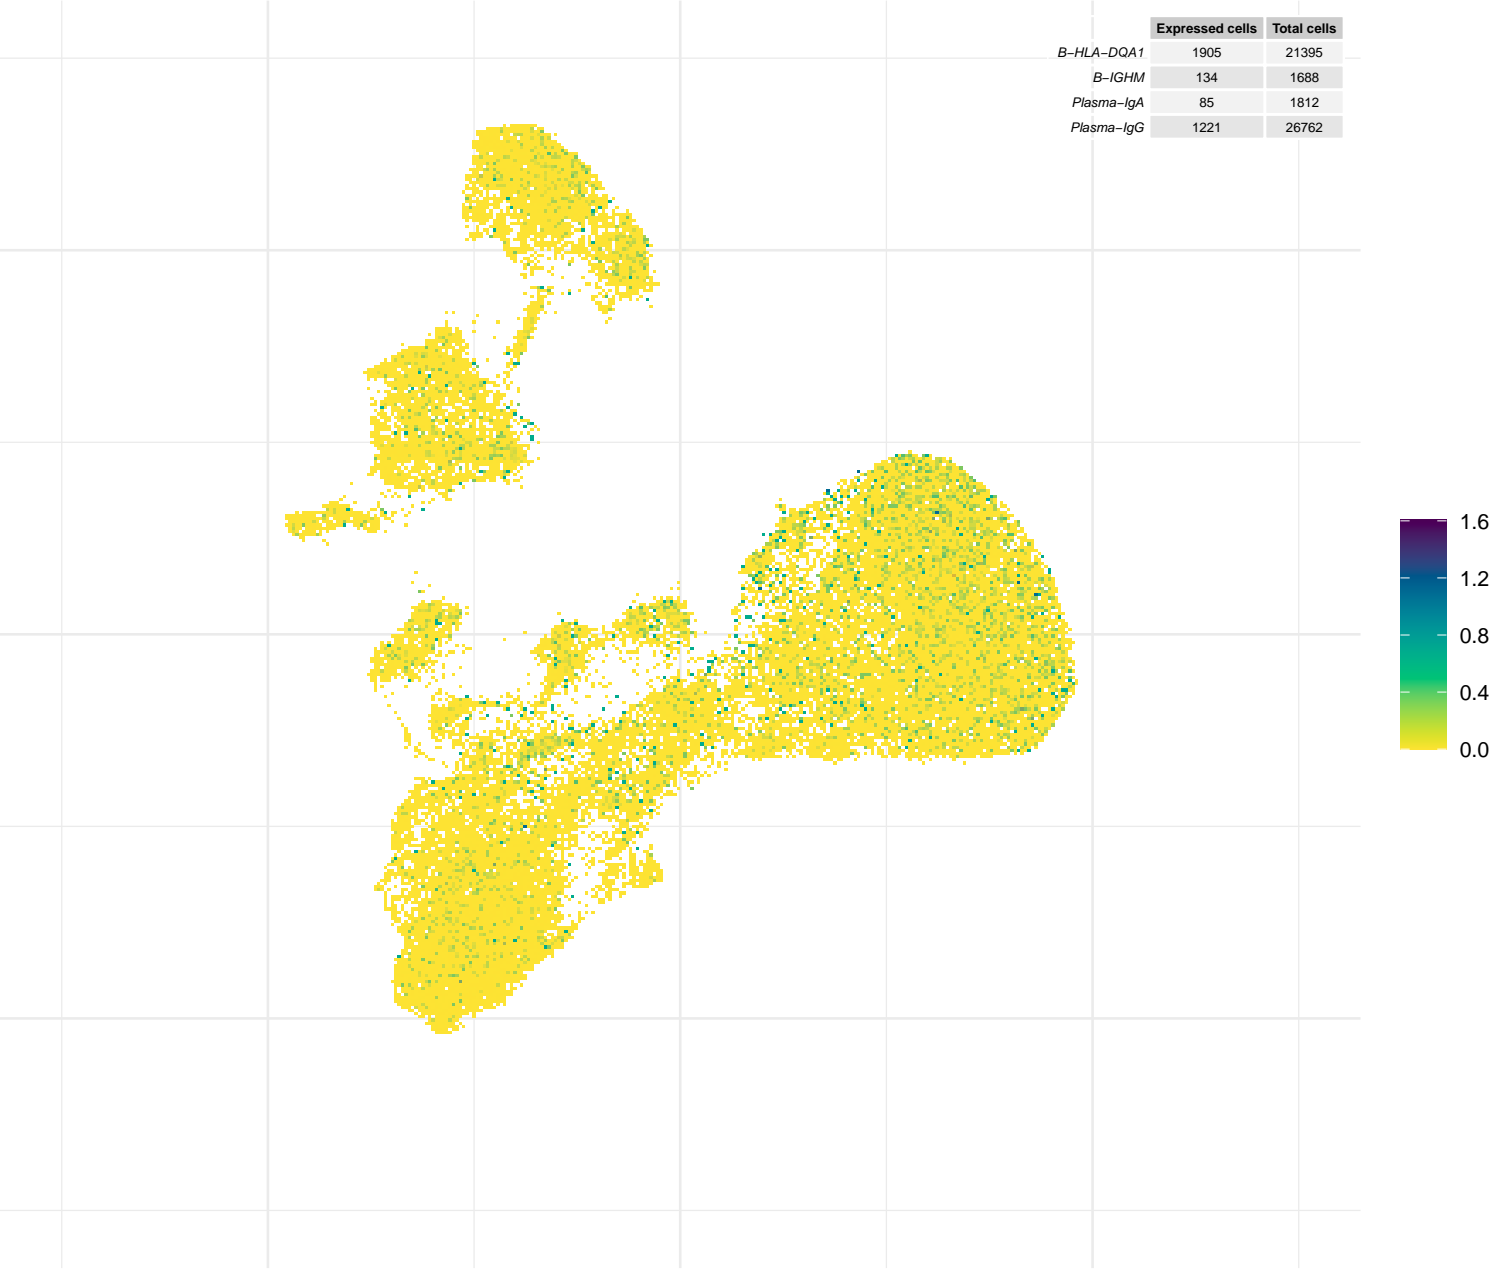 Expressed cells Total cells
B−HLA−DQA1 1905 21395
B−IGHM 134 1688
Plasma−IgA 85 1812
Plasma−IgG 1221 26762
1.6
1.2
0.8
0.4
0.0